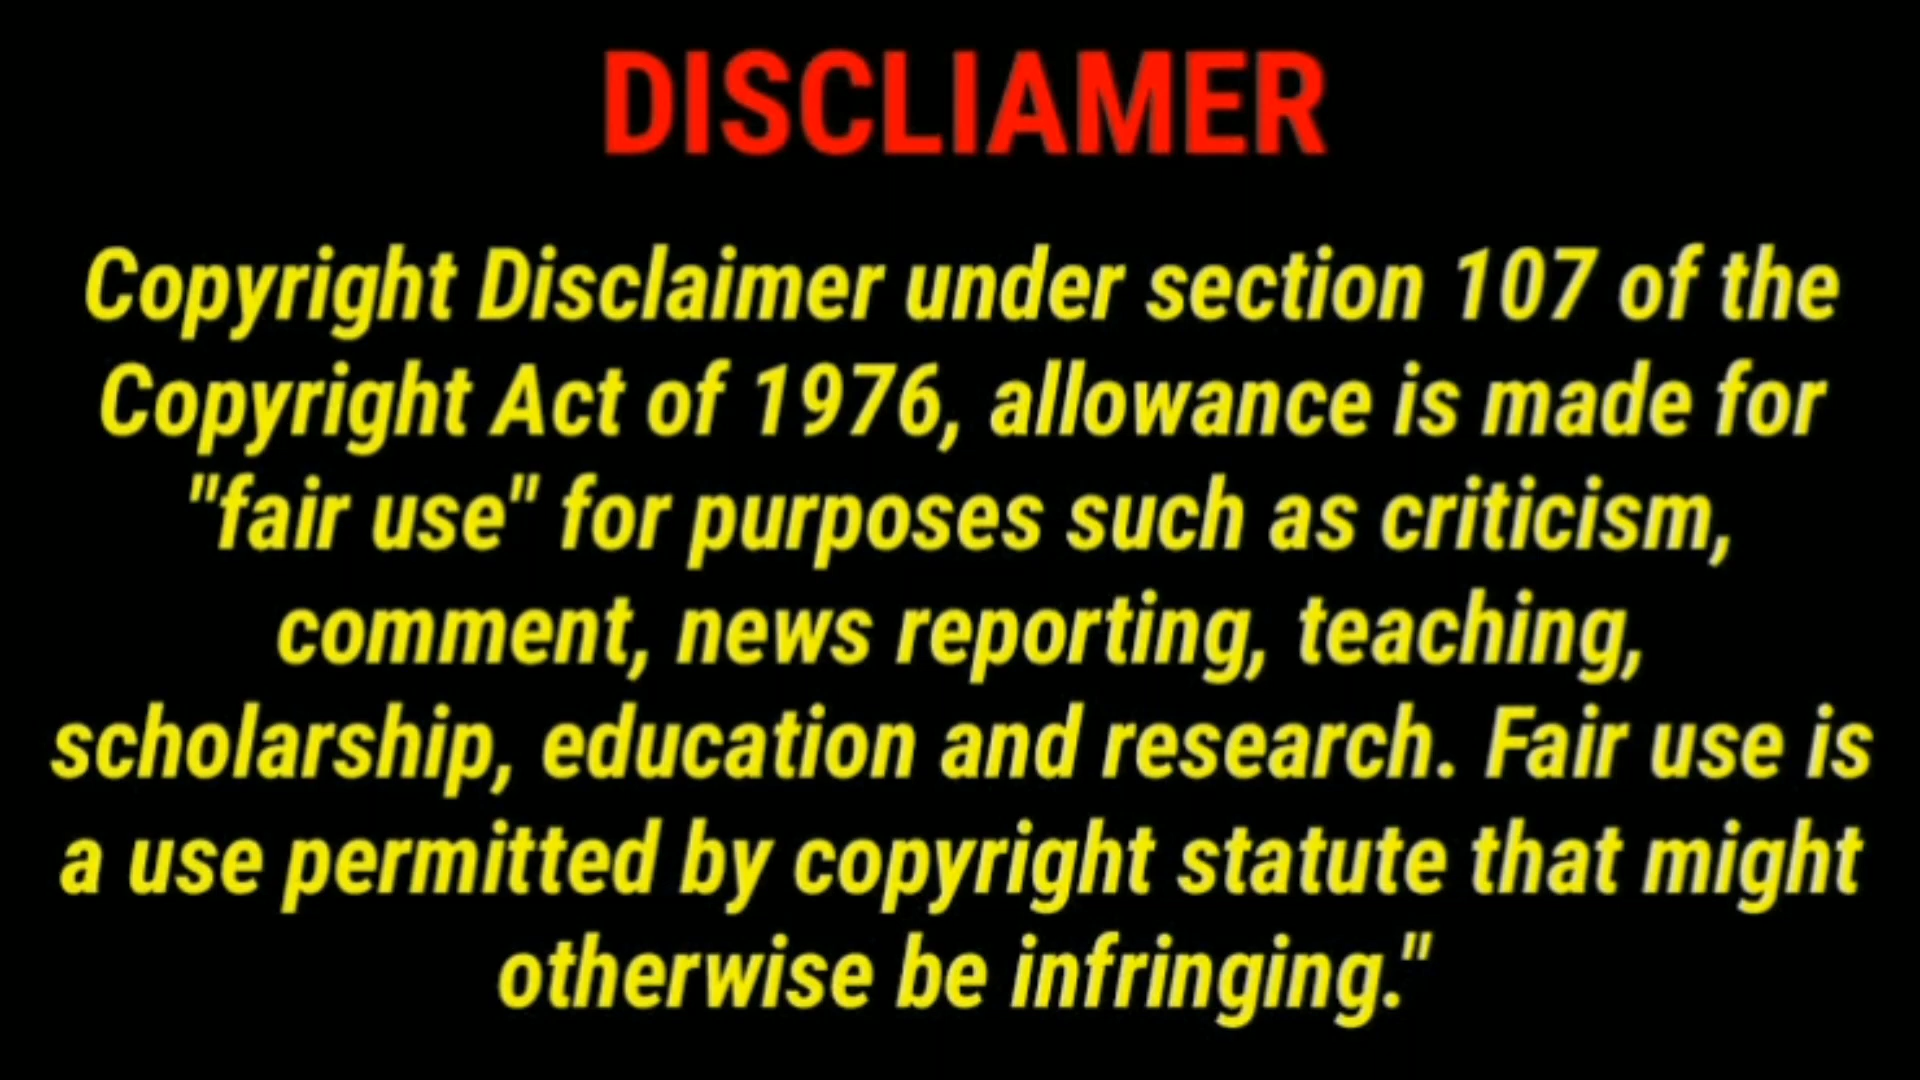 DISCLIAMER
Copyright Disclaimer under section 107 of the
Copyright Act of 1976, allowance is made for
"fair use" for purposes such as criticism,
comment, news reporting, teaching,
scholarship, education and research. Fair use is
a use permitted by copyright statute that might
otherwise be infringing."